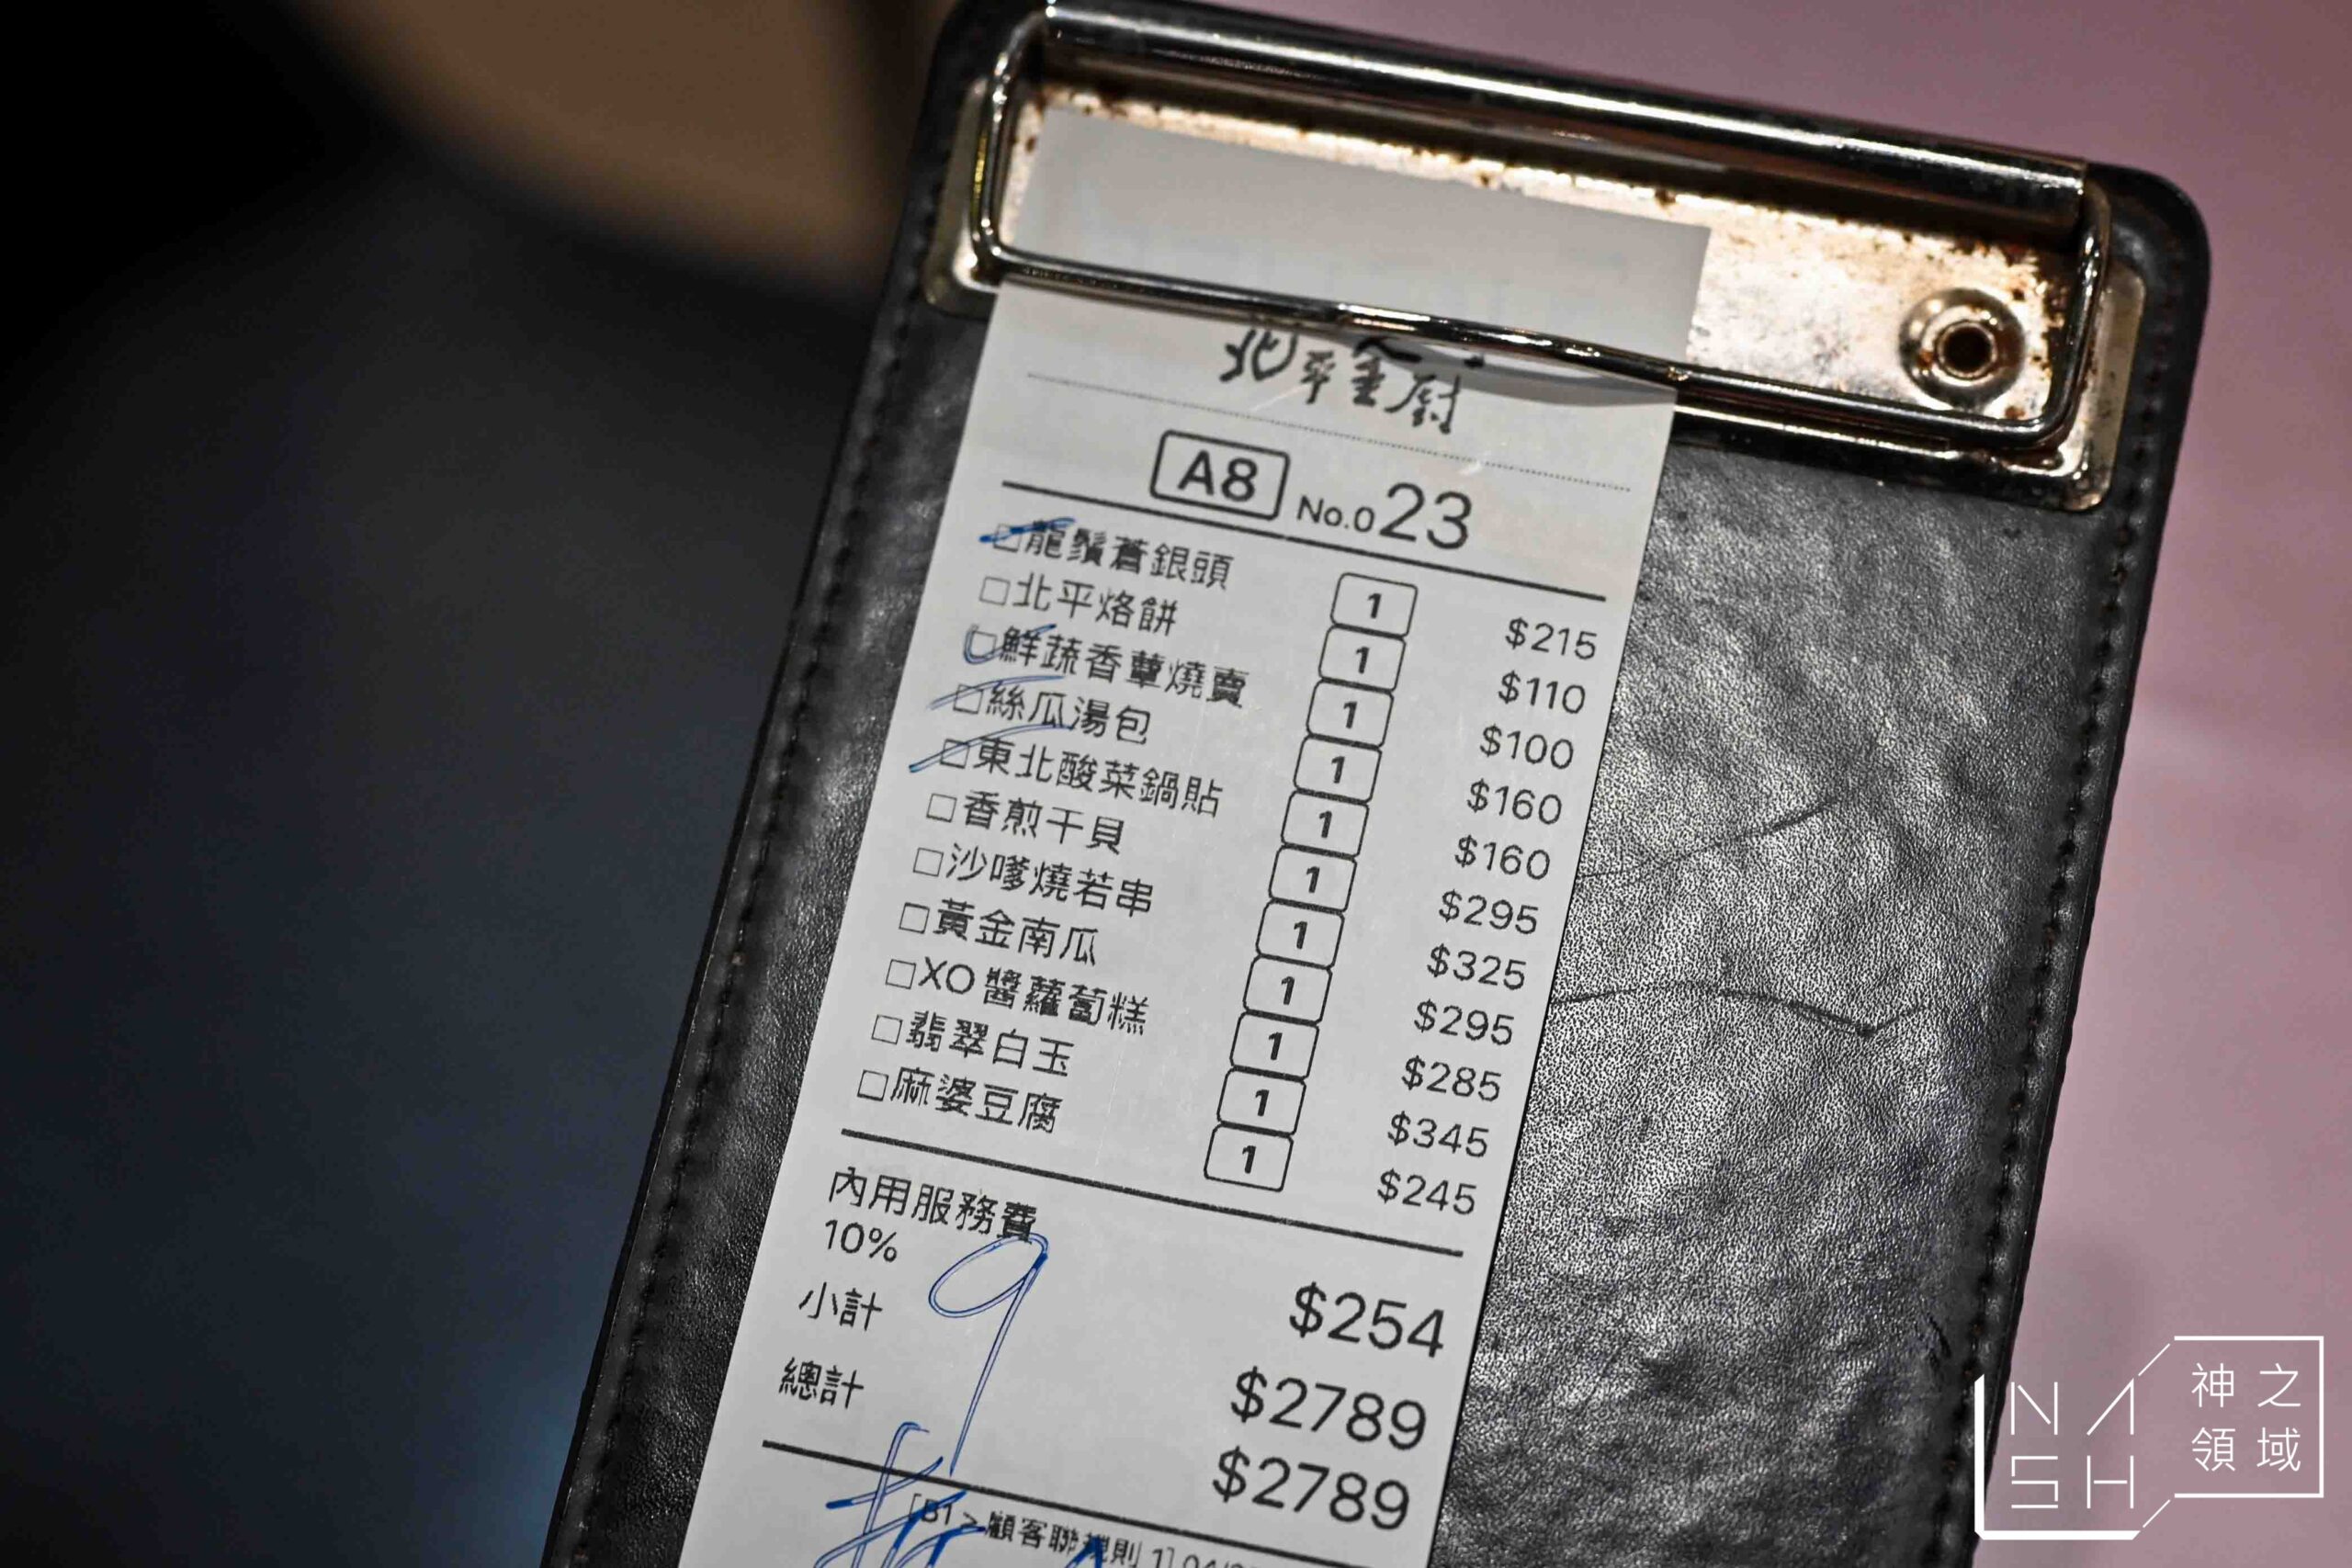 北平金廚
A8 No.023
□龍鬚蒼銀頭 1 $215
□北平烙餅 1 $110
□鮮蔬香蕈燒賣 1 $100
□絲瓜湯包 1 $160
□東北酸菜鍋貼 1 $160
□香煎干貝 1 $295
□沙嗲燒若串 1 $325
□黃金南瓜 1 $295
□XO醬蘿蔔糕 1 $285
□翡翠白玉 1 $345
□麻婆豆腐 1 $245
內用服務費
10% $254
小計 $2789
總計 $2789
9
顧客聯
NASH
神之
領域